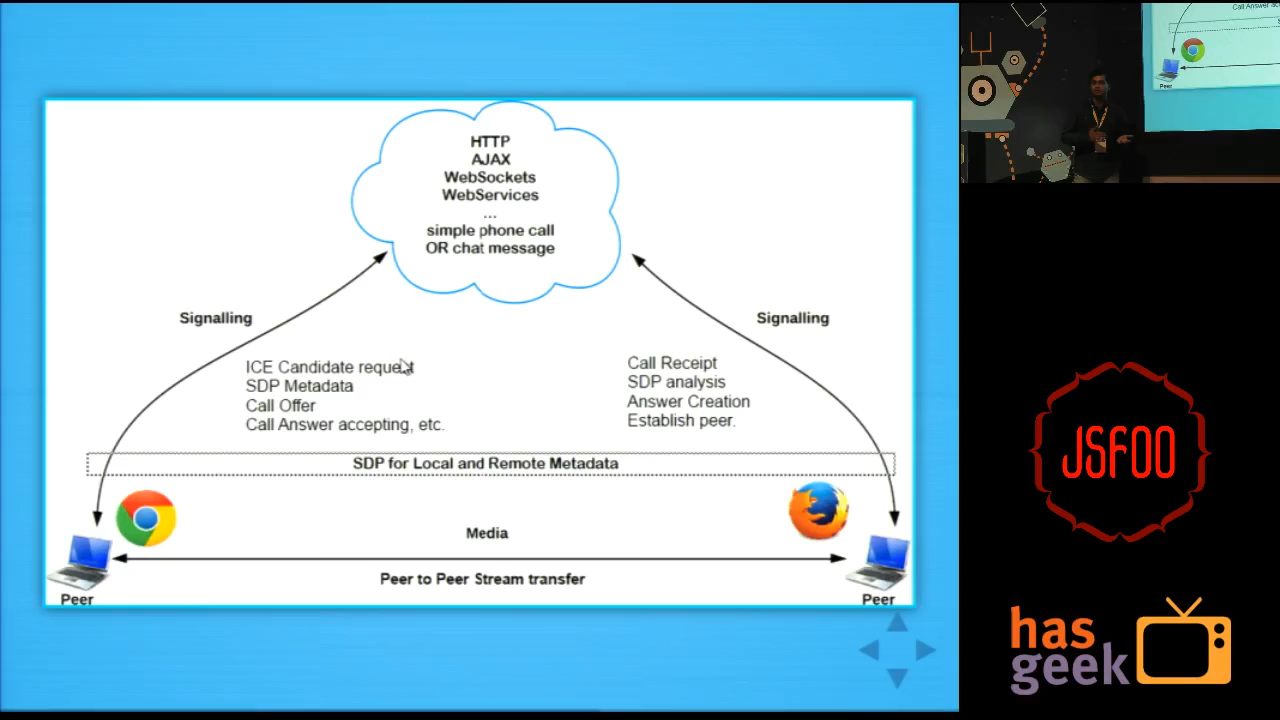 HTTP
AJAX
WebSockets
WebServices
...
simple phone call
OR chat message
Signalling
Signalling
ICE Candidate request
SDP Metadata
Call Offer
Call Answer accepting, etc.
Call Receipt
SDP analysis
Answer Creation
Establish peer.
SDP for Local and Remote Metadata
Media
Peer to Peer Stream transfer
Peer
Peer
Peer
JSFOO
has
geek